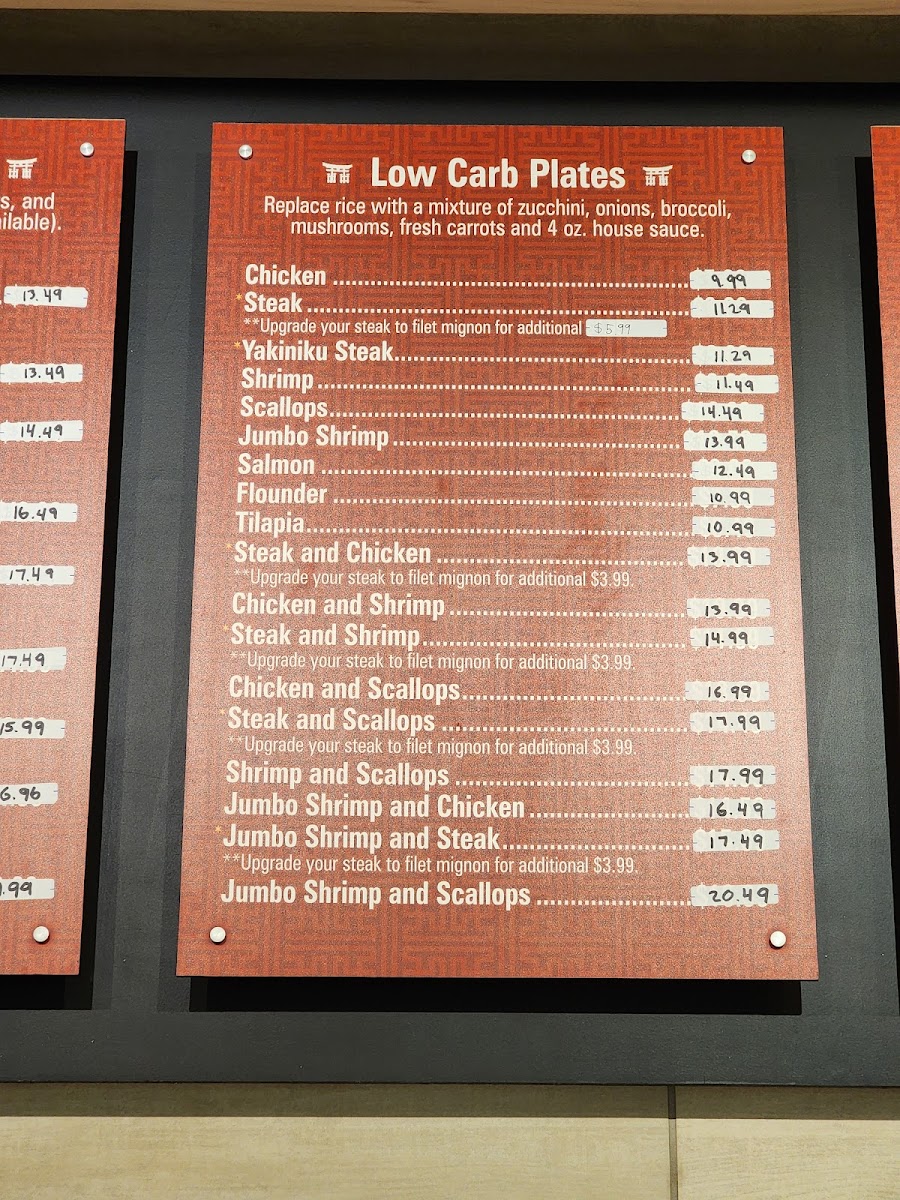 s, and
ilable).
13.49
13.49
14.49
16.49
17.49
17.49
15.99
6.96
.99
Low Carb Plates
Replace rice with a mixture of zucchini, onions, broccoli,
mushrooms, fresh carrots and 4 oz. house sauce.
Chicken 9.99
*Steak 11.29
**Upgrade your steak to filet mignon for additional $5.99
*Yakiniku Steak 11.29
Shrimp 11.49
Scallops 14.49
Jumbo Shrimp 13.99
Salmon 12.49
Flounder 10.99
Tilapia 10.99
*Steak and Chicken 13.99
**Upgrade your steak to filet mignon for additional $3.99.
Chicken and Shrimp 13.99
*Steak and Shrimp 14.99
**Upgrade your steak to filet mignon for additional $3.99.
Chicken and Scallops 16.99
*Steak and Scallops 17.99
**Upgrade your steak to filet mignon for additional $3.99.
Shrimp and Scallops 17.99
Jumbo Shrimp and Chicken 16.49
*Jumbo Shrimp and Steak 17.49
**Upgrade your steak to filet mignon for additional $3.99.
Jumbo Shrimp and Scallops 20.49